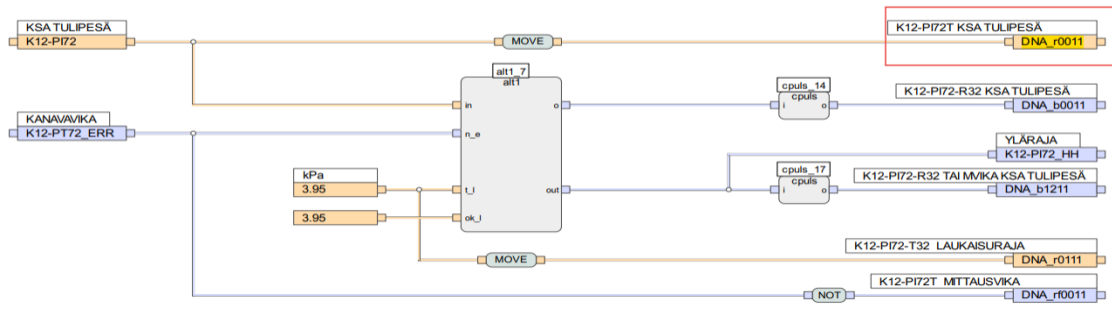 KSA TULIPESÄ
K12-PI72
MOVE
K12-PI72T KSA TULIPESÄ
DNA_r0011
alt1_7
alt1
in
o
n_e
t_l
ok_l
out
cpuls_14
cpuls
i o
K12-PI72-R32 KSA TULIPESÄ
DNA_b0011
KANAVAVIKA
K12-PT72_ERR
YLÄRAJA
K12-PI72_HH
kPa
3.95
3.95
cpuls_17
cpuls
i o
K12-PI72-R32 TAI MVIKA KSA TULIPESÄ
DNA_b1211
MOVE
K12-PI72-T32 LAUKAISURAJA
DNA_r0111
NOT
K12-PI72T MITTAUSVIKA
DNA_rf0011